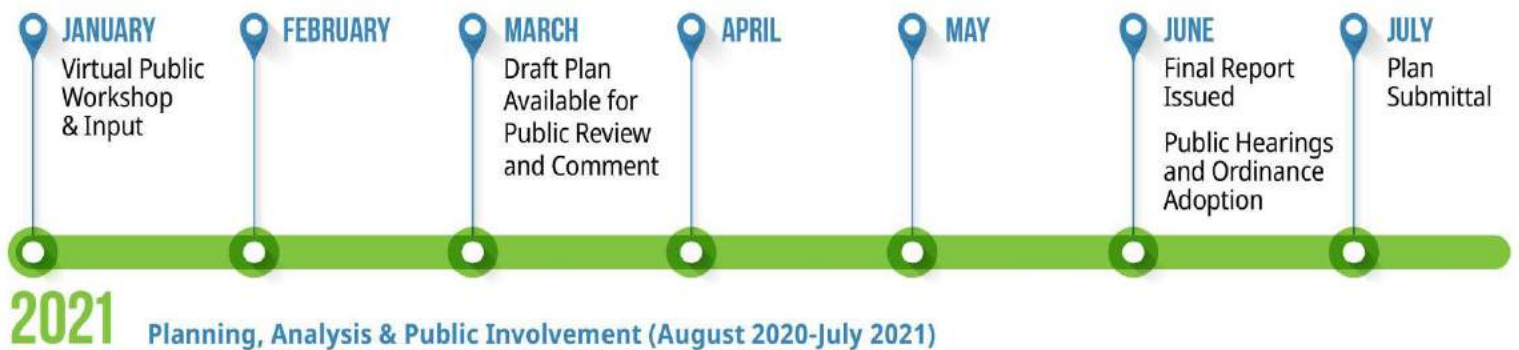 JANUARY
Virtual Public
Workshop
& Input
FEBRUARY
MARCH
Draft Plan
Available for
Public Review
and Comment
APRIL
MAY
JUNE
Final Report
Issued
Public Hearings
and Ordinance
Adoption
JULY
Plan
Submittal
2021
Planning, Analysis & Public Involvement (August 2020-July 2021)